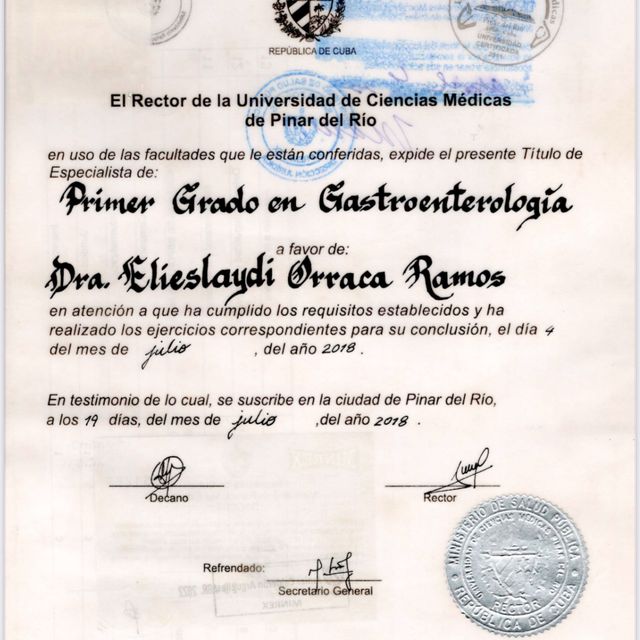 REPÚBLICA DE CUBA
UNIVERSIDAD
El Rector de la Universidad de Ciencias Médicas
de Pinar del Río
en uso de las facultades que le están conferidas, expide el presente Título de
Especialista de:
Primer Grado en Gastroenterología
a favor de:
Dra. Elieslaydi Orraca Ramos
en atención a que ha cumplido los requisitos establecidos y ha
realizado los ejercicios correspondientes para su conclusión, el día 4
del mes de julio , del año 2018 .
En testimonio de lo cual, se suscribe en la ciudad de Pinar del Río,
a los 19 días, del mes de julio ,del año 2018 .
Decano
Rector
Refrendado:
Secretario General
MINISTERIO DE SALUD PÚBLICA
RECTOR
REPÚBLICA DE CUBA
MINREX